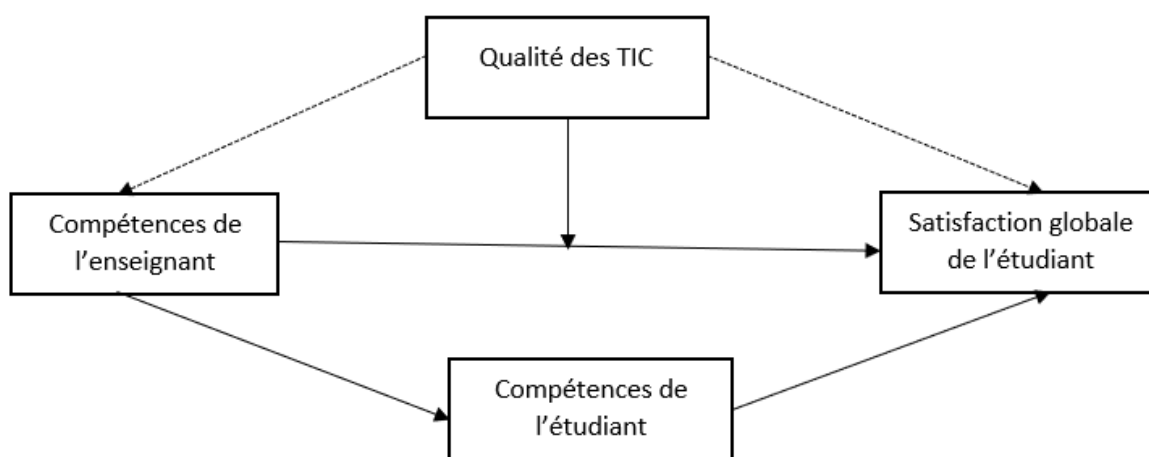 Qualité des TIC
Compétences de
l’enseignant
Satisfaction globale
de l’étudiant
Compétences de
l’étudiant